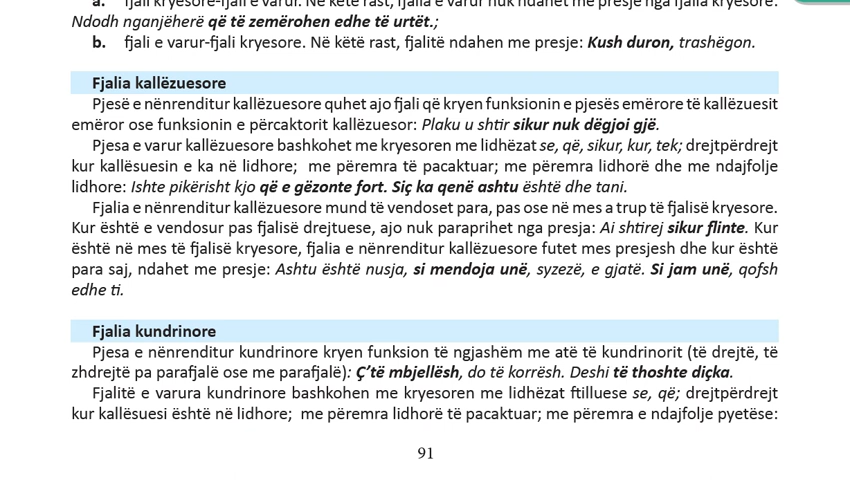 a. fjali kryesore-fjali e varur. Në këtë rast, fjalia e varur nuk ndahet me presje nga fjalia kryesore:
Ndodh nganjëherë që të zemërohen edhe të urtët.;
b. fjali e varur-fjali kryesore. Në këtë rast, fjalitë ndahen me presje: Kush duron, trashëgon.
Fjalia kallëzuesore
Pjesë e nënrenditur kallëzuesore quhet ajo fjali që kryen funksionin e pjesës emërore të kallëzuesit
emëror ose funksionin e përcaktorit kallëzuesor: Plaku u shtir sikur nuk dëgjoi gjë.
Pjesa e varur kallëzuesore bashkohet me kryesoren me lidhëzat se, që, sikur, kur, tek; drejtpërdrejt
kur kallësuesin e ka në lidhore; me përemra të pacaktuar; me përemra lidhorë dhe me ndajfolje
lidhore: Ishte pikërisht kjo që e gëzonte fort. Siç ka qenë ashtu është dhe tani.
Fjalia e nënrenditur kallëzuesore mund të vendoset para, pas ose në mes a trup të fjalisë kryesore.
Kur është e vendosur pas fjalisë drejtuese, ajo nuk paraprihet nga presja: Ai shtirej sikur flinte. Kur
është në mes të fjalisë kryesore, fjalia e nënrenditur kallëzuesore futet mes presjesh dhe kur është
para saj, ndahet me presje: Ashtu është nusja, si mendoja unë, syzezë, e gjatë. Si jam unë, qofsh
edhe ti.
Fjalia kundrinore
Pjesa e nënrenditur kundrinore kryen funksion të ngjashëm me atë të kundrinorit (të drejtë, të
zhdrejtë pa parafjalë ose me parafjalë): Ç’të mbjellësh, do të korrësh. Deshi të thoshte diçka.
Fjalitë e varura kundrinore bashkohen me kryesoren me lidhëzat ftilluese se, që; drejtpërdrejt
kur kallësuesi është në lidhore; me përemra lidhorë të pacaktuar; me përemra e ndajfolje pyetëse:
91